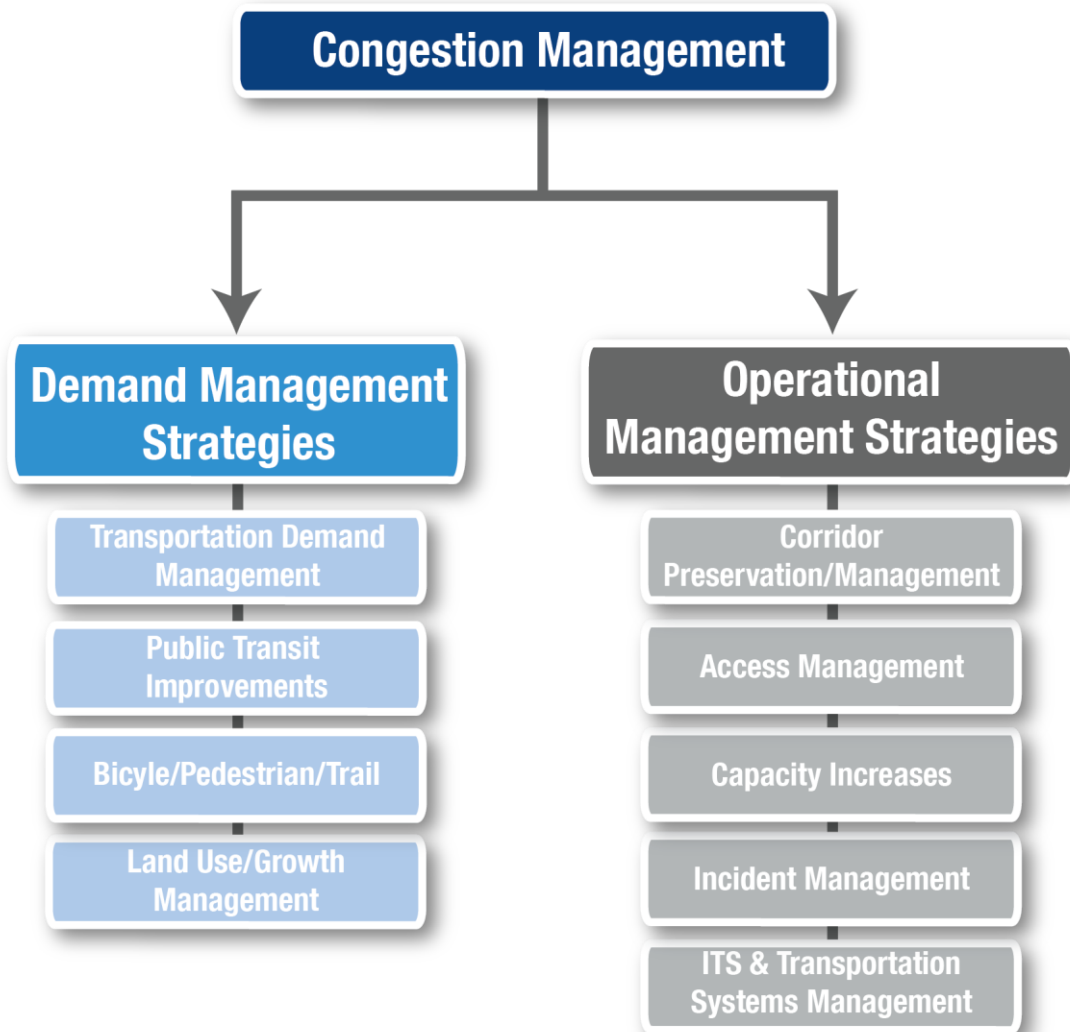 Congestion Management
Demand Management
Strategies
Transportation Demand
Management
Public Transit
Improvements
Bicyle/Pedestrian/Trail
Land Use/Growth
Management
Operational
Management Strategies
Corridor
Preservation/Management
Access Management
Capacity Increases
Incident Management
ITS & Transportation
Systems Management